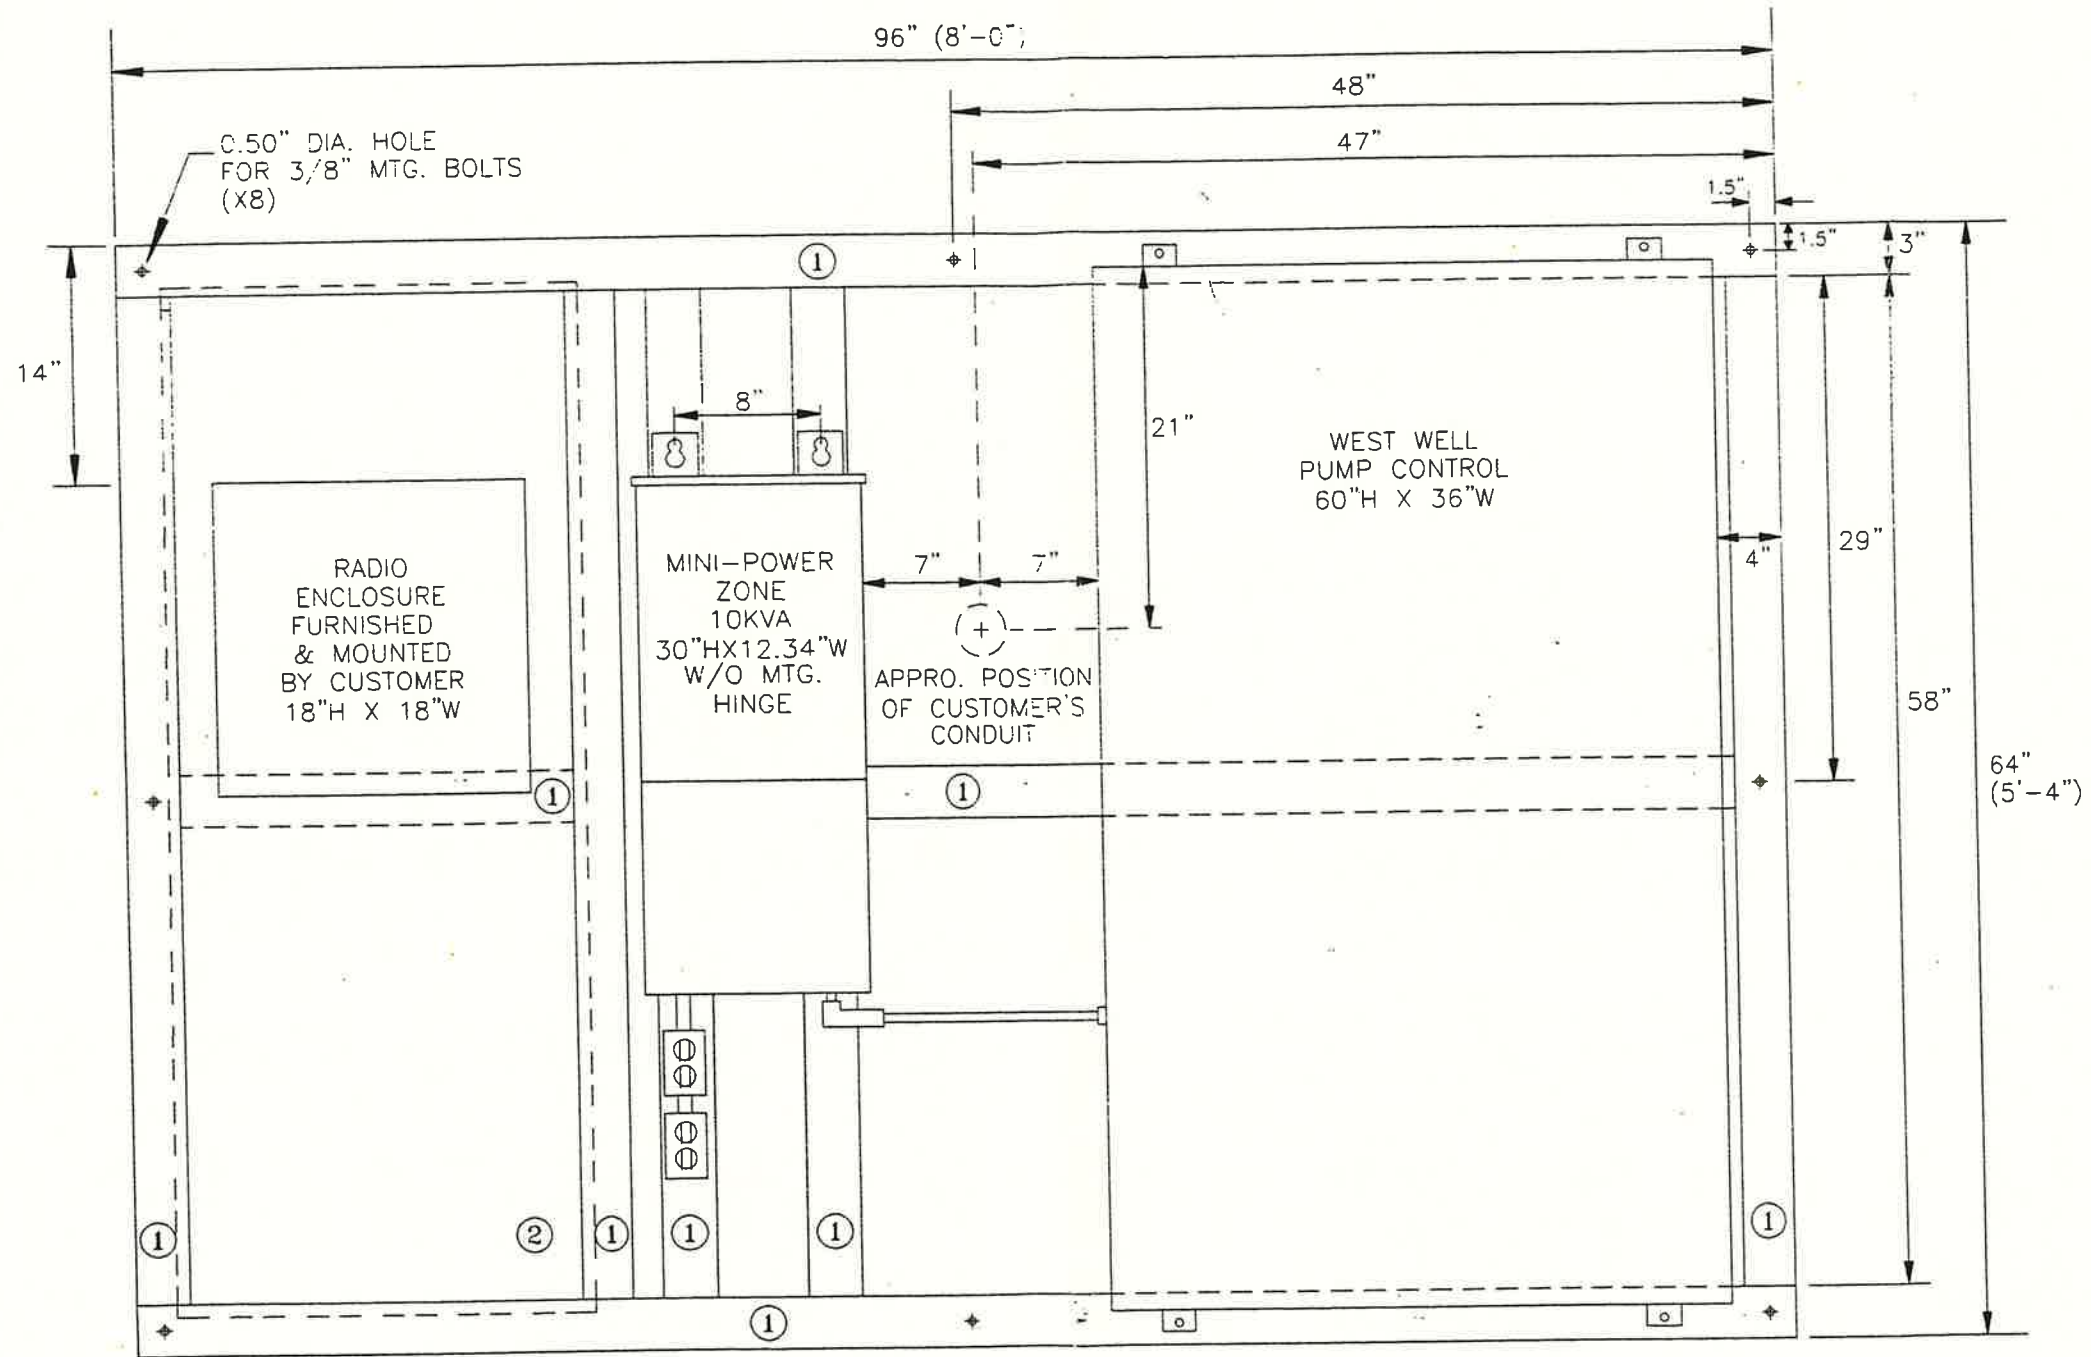 96" (8'-0")
48"
47"
0.50" DIA. HOLE
FOR 3/8" MTG. BOLTS
(X8)
1.5"
1.5"
3"
1
14"
8"
21"
WEST WELL
PUMP CONTROL
60"H X 36"W
29"
4"
RADIO
ENCLOSURE
FURNISHED
& MOUNTED
BY CUSTOMER
18"H X 18"W
MINI-POWER
ZONE
10KVA
30"HX12.34"W
W/O MTG.
HINGE
7"
7"
APPRO. POSITION
OF CUSTOMER'S
CONDUIT
58"
64"
(5'-4")
1
1
1
2
1
1
1
1
1